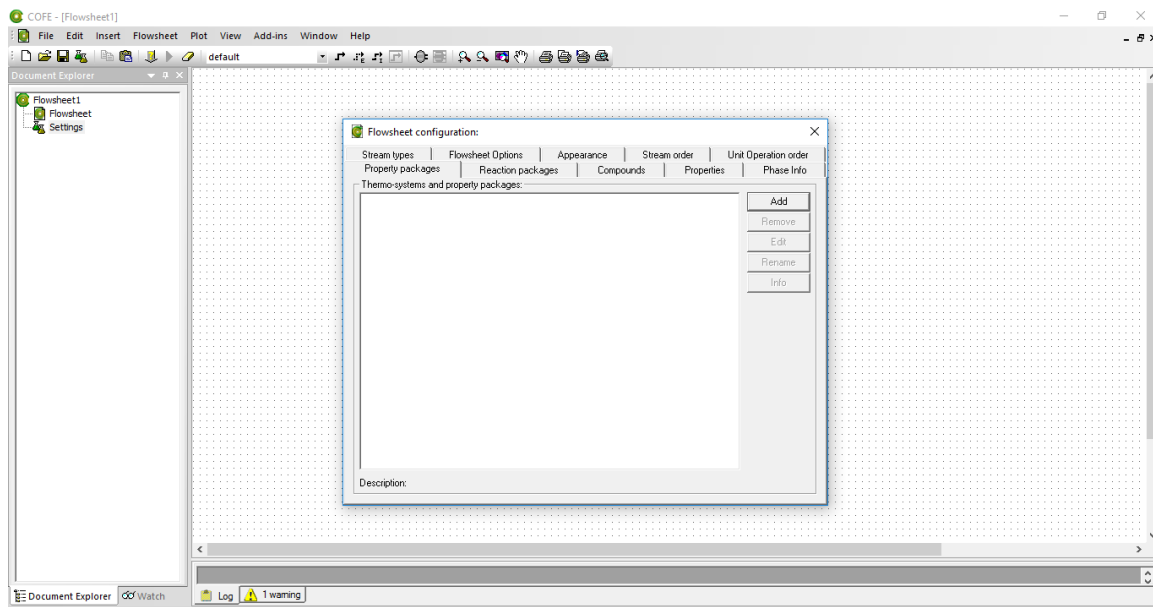 COFE - [Flowsheet1]
File Edit Insert Flowsheet Plot View Add-ins Window Help
default
Document Explorer
Flowsheet1
Flowsheet
Settings
Flowsheet configuration:
Stream types Flowsheet Options Appearance Stream order Unit Operation order
Property packages Reaction packages Compounds Properties Phase Info
Thermo-systems and property packages:
Add
Remove
Edit
Rename
Info
Description:
Document Explorer Watch
Log 1 warning